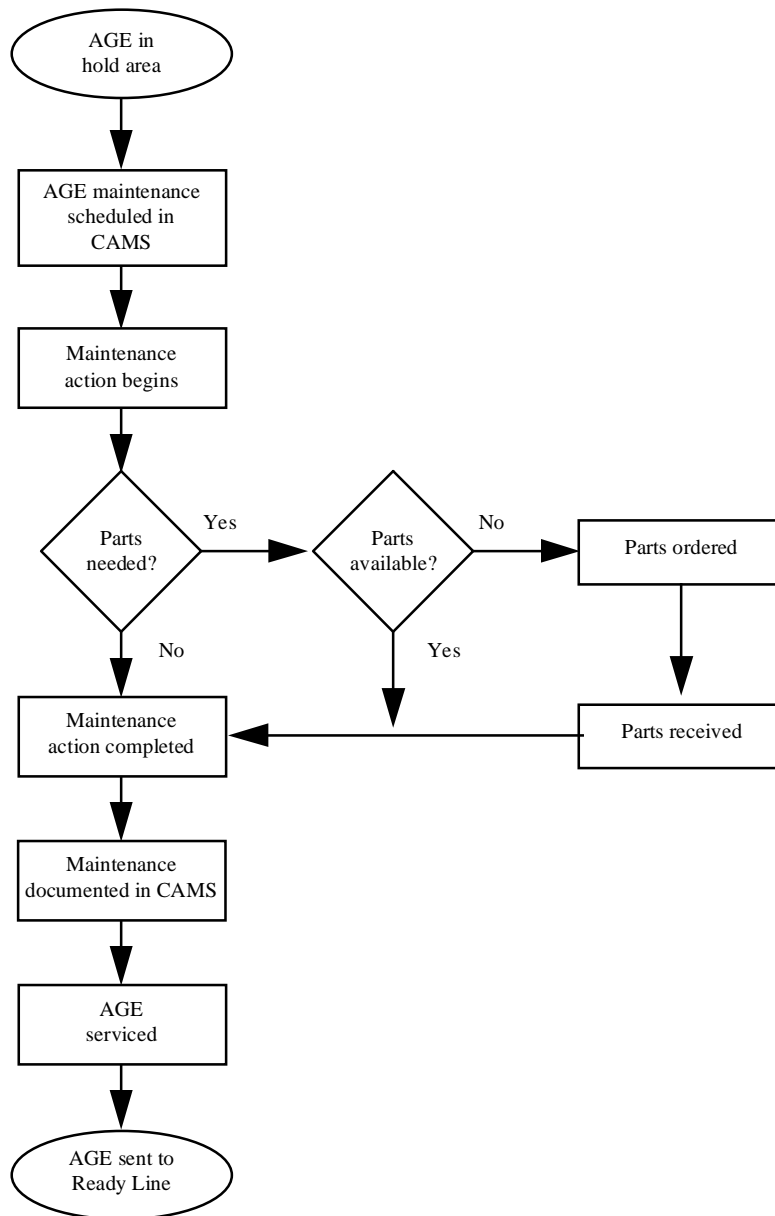 AGE in
hold area
AGE maintenance
scheduled in
CAMS
Maintenance
action begins
Parts
needed?
Yes
Parts
available?
No
Parts ordered
No
Yes
Maintenance
action completed
Parts received
Maintenance
documented in CAMS
AGE
serviced
AGE sent to
Ready Line